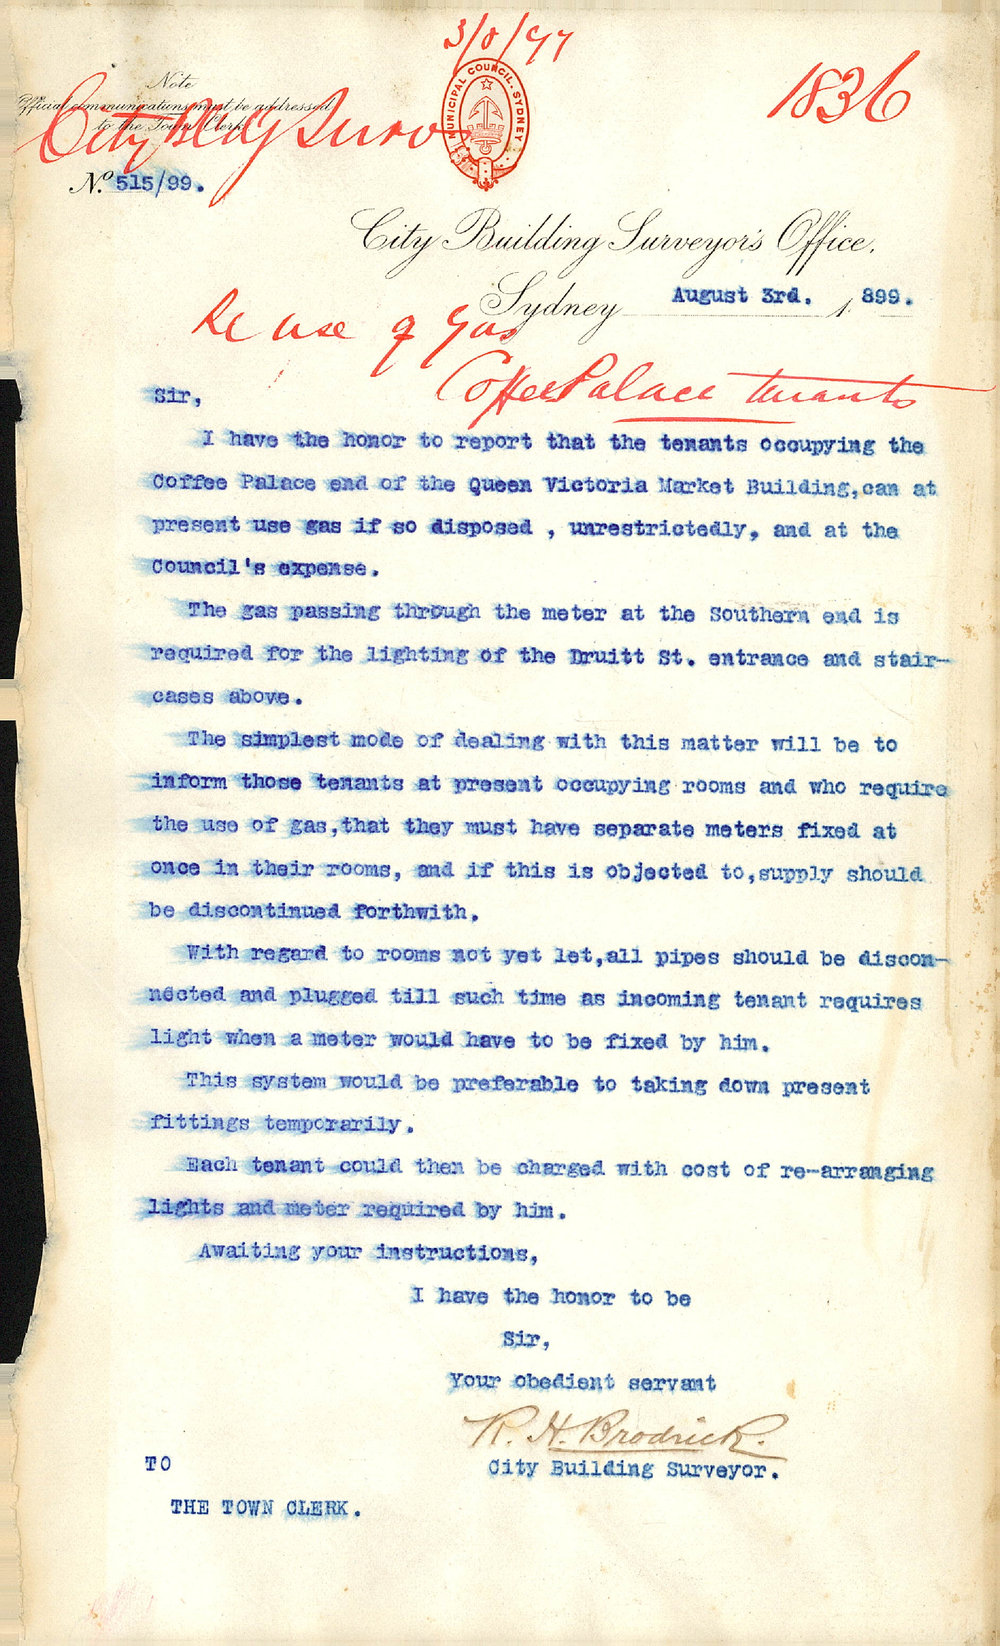 3/8/99
1836
Note
Official communications must be addressed
to the Town Clerk.
City Bldg Survo
MUNICIPAL COUNCIL. SYDNEY
No. 515/99.
City Building Surveyor's Office.
Sydney August 3rd. 1899.
Re use of Gas
Coffee Palace tenants
Sir,
I have the honor to report that the tenants occupying the
Coffee Palace end of the Queen Victoria Market Building,can at
present use gas if so disposed , unrestrictedly, and at the
Council's expense.
The gas passing through the meter at the Southern end is
required for the lighting of the Druitt St. entrance and stair-
cases above.
The simplest mode of dealing with this matter will be to
inform those tenants at present occupying rooms and who require
the use of gas,that they must have separate meters fixed at
once in their rooms, and if this is objected to,supply should
be discontinued forthwith.
With regard to rooms not yet let,all pipes should be discon-
nected and plugged till such time as incoming tenant requires
light when a meter would have to be fixed by him.
This system would be preferable to taking down present
fittings temporarily.
Each tenant could then be charged with cost of re-arranging
lights and meter required by him.
Awaiting your instructions,
I have the honor to be
Sir,
Your obedient servant
R. H. Brodrick.
City Building Surveyor.
TO
THE TOWN CLERK.